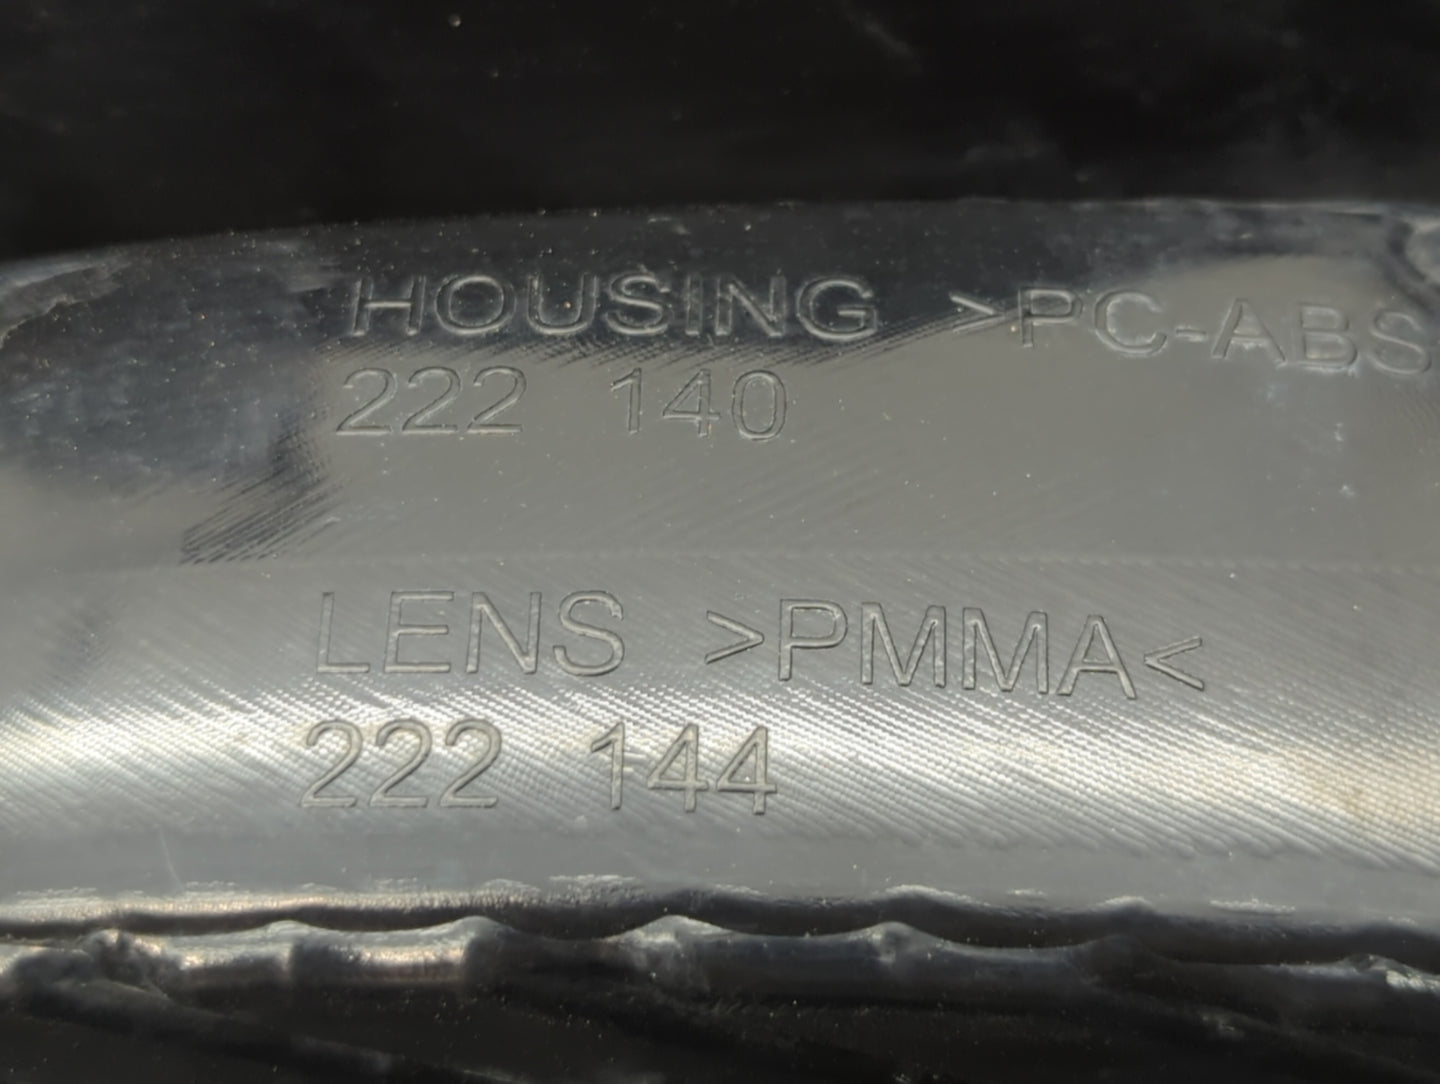 HOUSING >PC-ABS
222 140
LENS >PMMA<
222 144